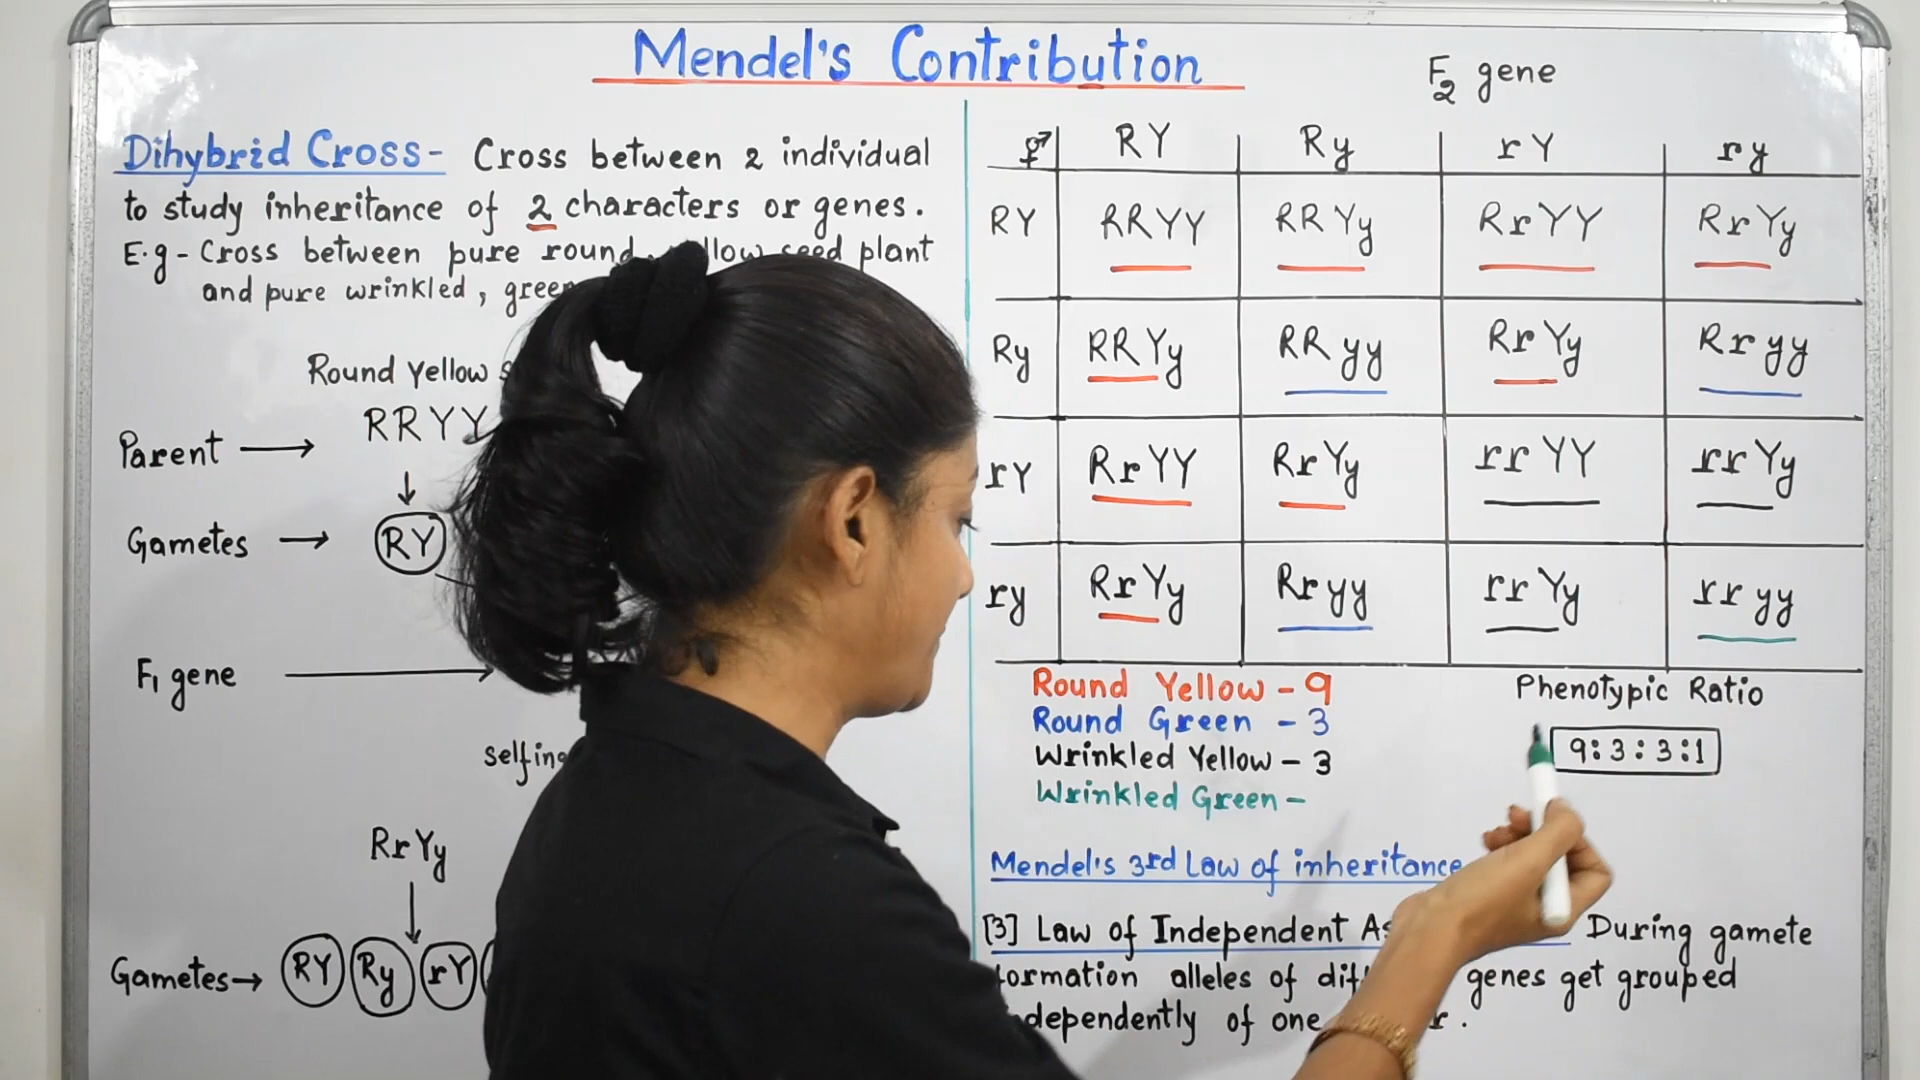 Mendel's Contribution
Dihybrid Cross- Cross between 2 individual
to study inheritance of 2 characters or genes.
E.g - Cross between pure round, seed plant
and pure wrinkled,
Round Yellow
Parent → RRYY
Gametes → RY
F1 gene
RrYy
Gametes → RY Ry rY
F2 gene
♀♂ RY Ry rY ry
RY RRYY RRYy RrYY RrYy
Ry RRYy RRyy RrYy Rryy
rY RrYY RrYy rrYY rrYy
ry RrYy Rryy rrYy rryy
Round Yellow - 9
Round Green - 3
Wrinkled Yellow - 3
Wrinkled Green -
Phenotypic Ratio
9:3:3:1
Mendel's 3rd Law of inheritance
[3] Law of Independent During gamete
formation alleles of genes get grouped
of one